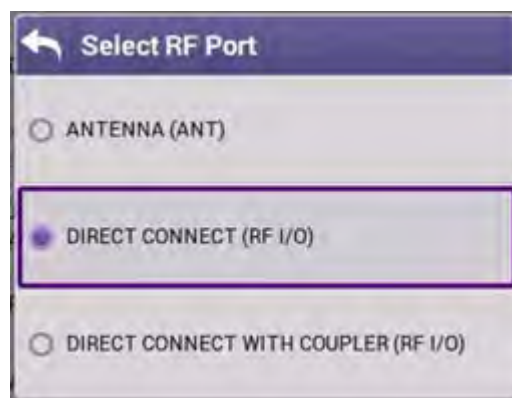 Select RF Port
ANTENNA (ANT)
DIRECT CONNECT (RF I/O)
DIRECT CONNECT WITH COUPLER (RF I/O)